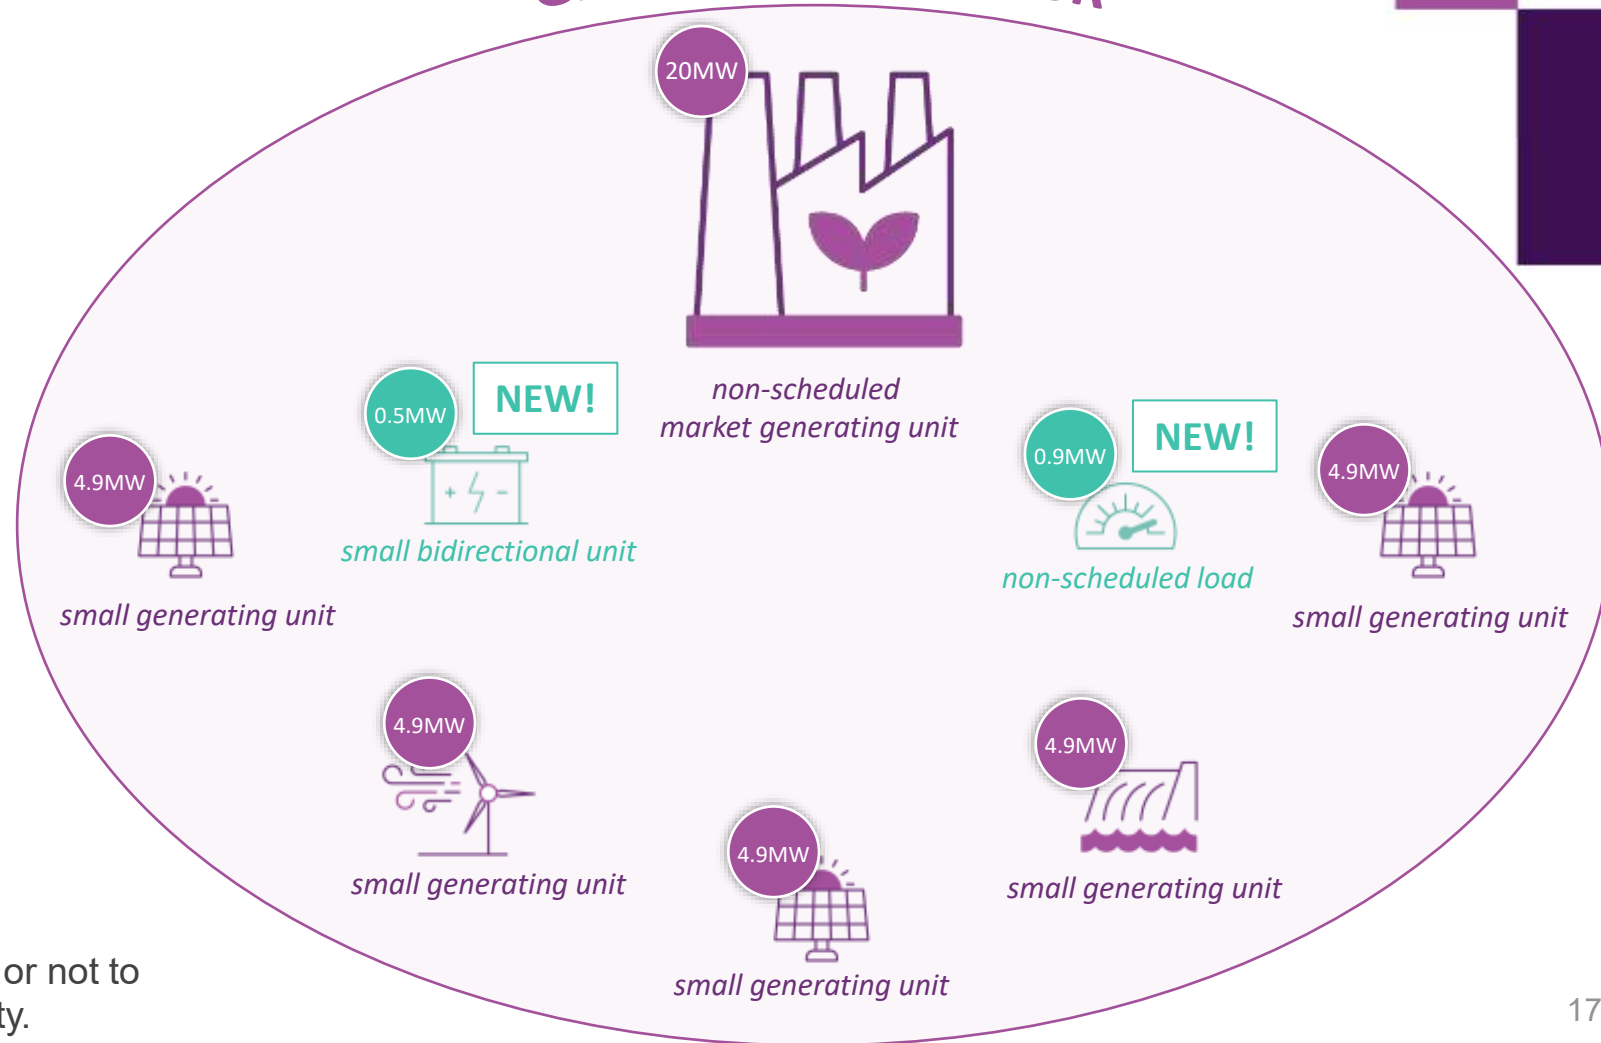 20MW
non-scheduled
market generating unit
0.5MW
NEW!
small bidirectional unit
0.9MW
NEW!
non-scheduled load
4.9MW
small generating unit
4.9MW
small generating unit
4.9MW
small generating unit
4.9MW
small generating unit
4.9MW
small generating unit
or not to
ty.
17